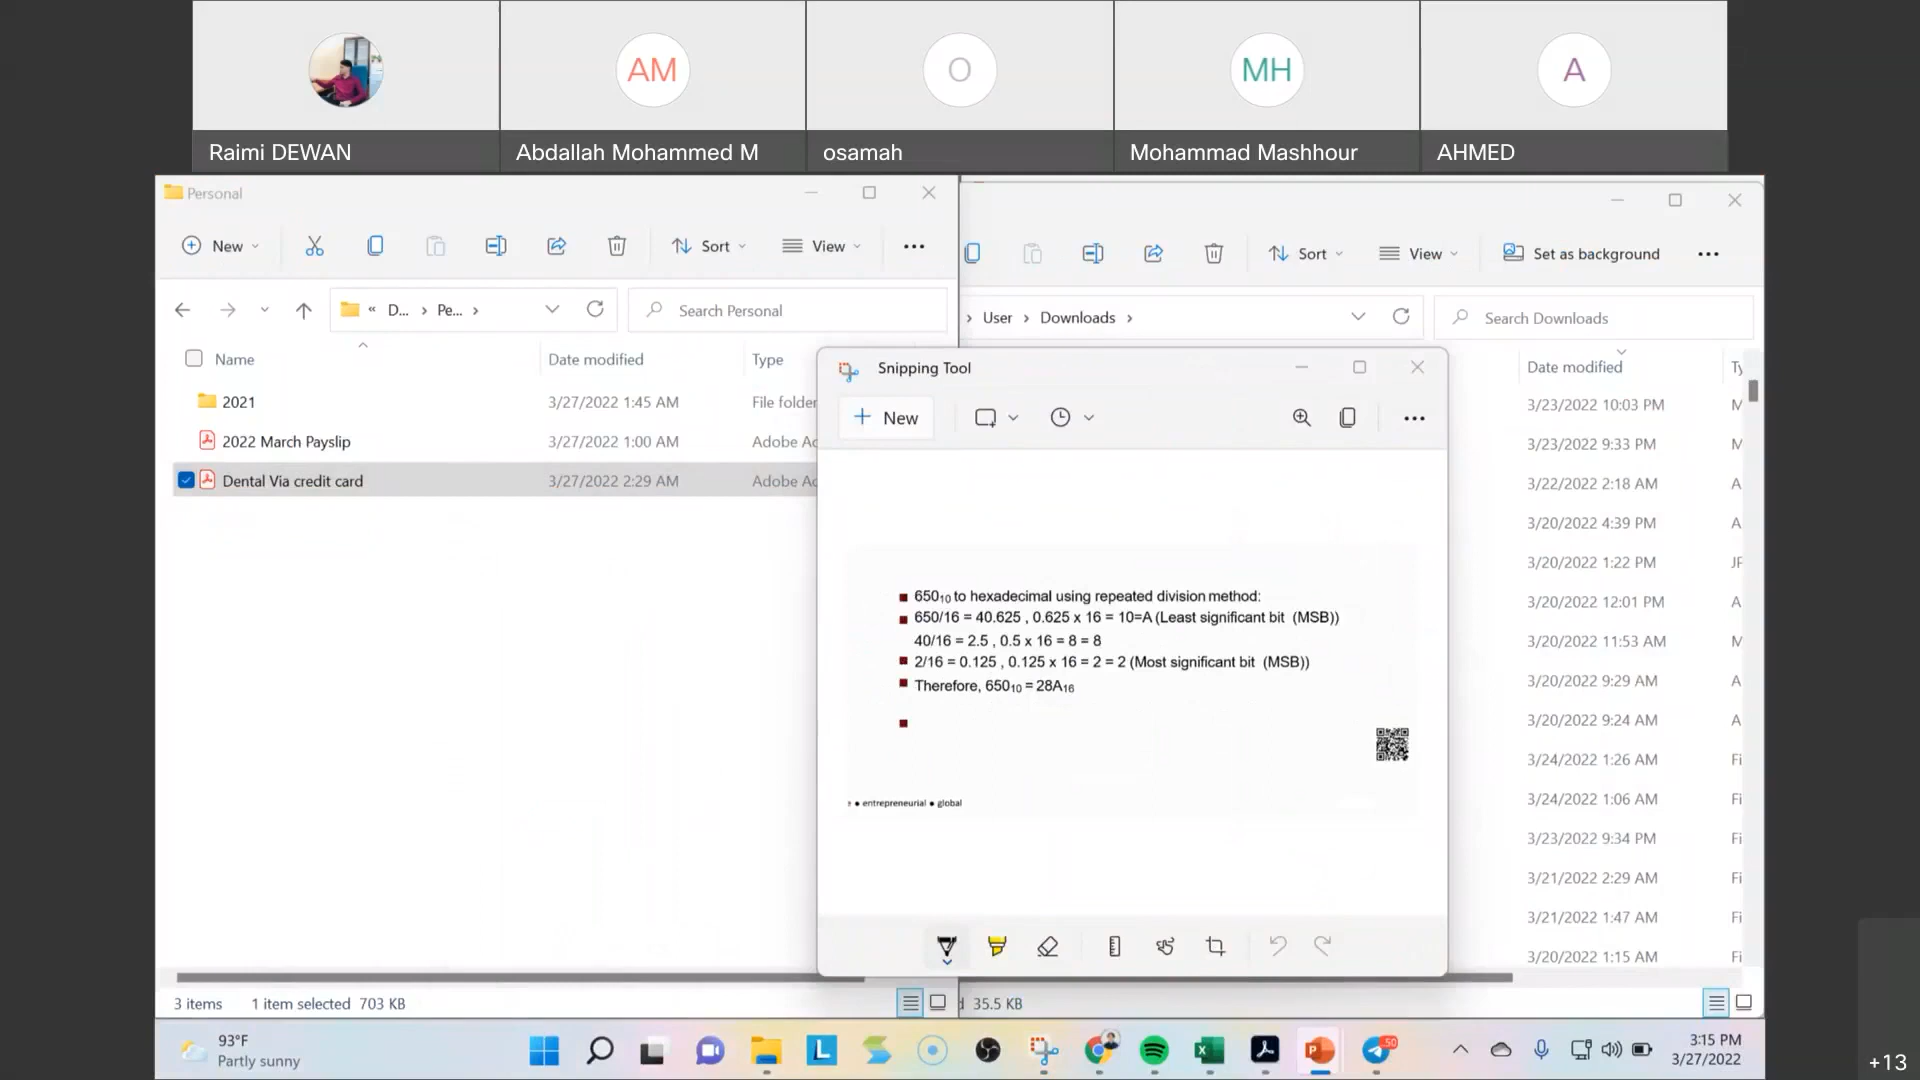 AM
O
MH
A
Raimi DEWAN
Abdallah Mohammed M
osamah
Mohammad Mashhour
AHMED
Personal
New
Sort
View
Sort
View
Set as background
« D... › Pe... ›
Search Personal
› User › Downloads ›
Search Downloads
Name
Date modified
Type
2021
3/27/2022 1:45 AM
File folder
2022 March Payslip
3/27/2022 1:00 AM
Adobe Ac
Dental Via credit card
3/27/2022 2:29 AM
Adobe Ac
Snipping Tool
New
650₁₀ to hexadecimal using repeated division method:
650/16 = 40.625 , 0.625 x 16 = 10=A (Least significant bit (MSB))
40/16 = 2.5 , 0.5 x 16 = 8 = 8
2/16 = 0.125 , 0.125 x 16 = 2 = 2 (Most significant bit (MSB))
Therefore, 650₁₀ = 28A₁₆
● entrepreneurial ● global
Date modified
3/23/2022 10:03 PM M
3/23/2022 9:33 PM M
3/22/2022 2:18 AM A
3/20/2022 4:39 PM A
3/20/2022 1:22 PM
3/20/2022 12:01 PM A
3/20/2022 11:53 AM M
3/20/2022 9:29 AM A
3/20/2022 9:24 AM A
3/24/2022 1:26 AM Fi
3/24/2022 1:06 AM Fi
3/23/2022 9:34 PM Fi
3/21/2022 2:29 AM Fi
3/21/2022 1:47 AM Fi
3/20/2022 1:15 AM Fi
3 items
1 item selected 703 KB
35.5 KB
93°F
Partly sunny
L
50
3:15 PM
3/27/2022
+13